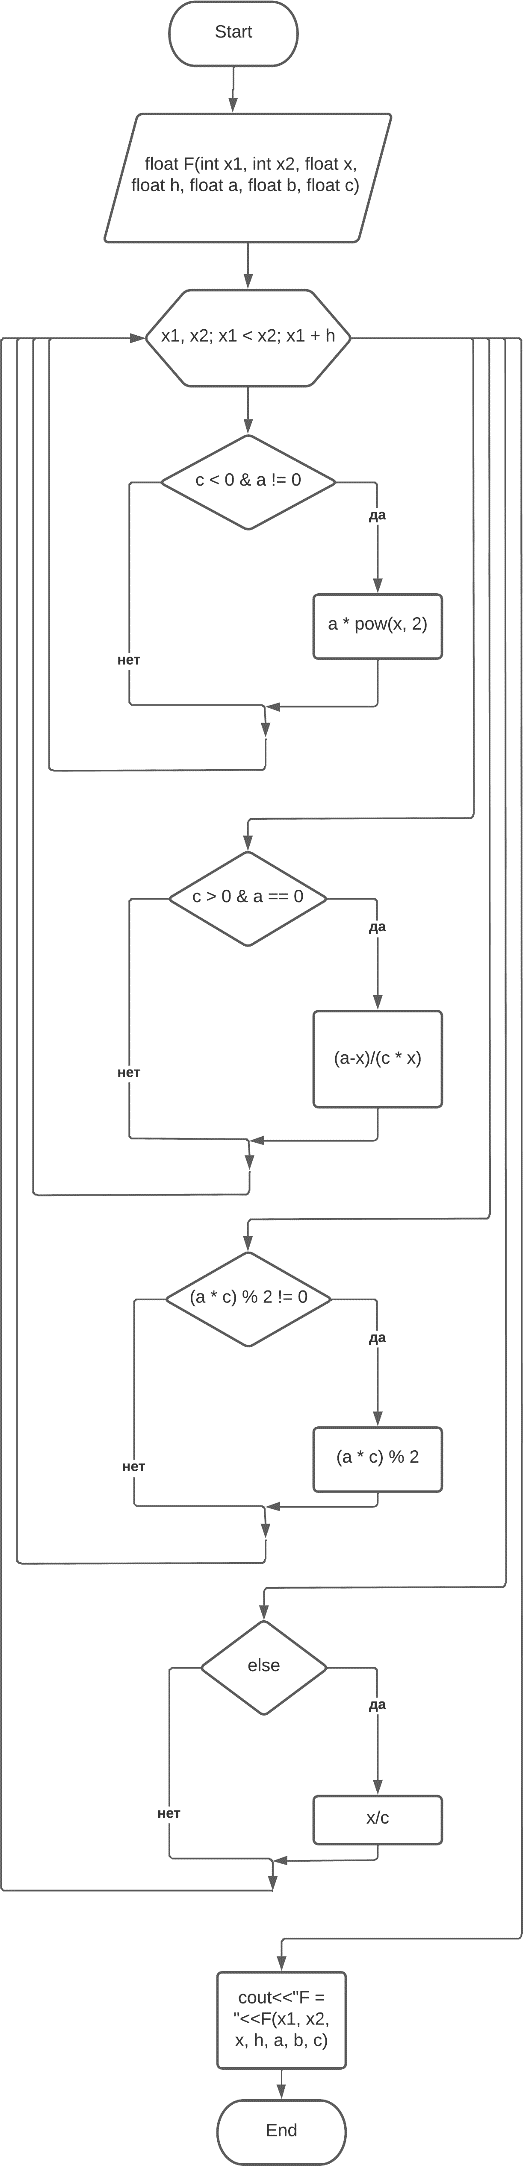 Start
float F(int x1, int x2, float x,
float h, float a, float b, float c)
x1, x2; x1 < x2; x1 + h
c < 0 & a != 0
да
a * pow(x, 2)
нет
c > 0 & a == 0
да
(a-x)/(c * x)
нет
(a * c) % 2 != 0
да
(a * c) % 2
нет
else
да
нет
x/c
cout<<"F =
"<<F(x1, x2,
x, h, a, b, c)
End